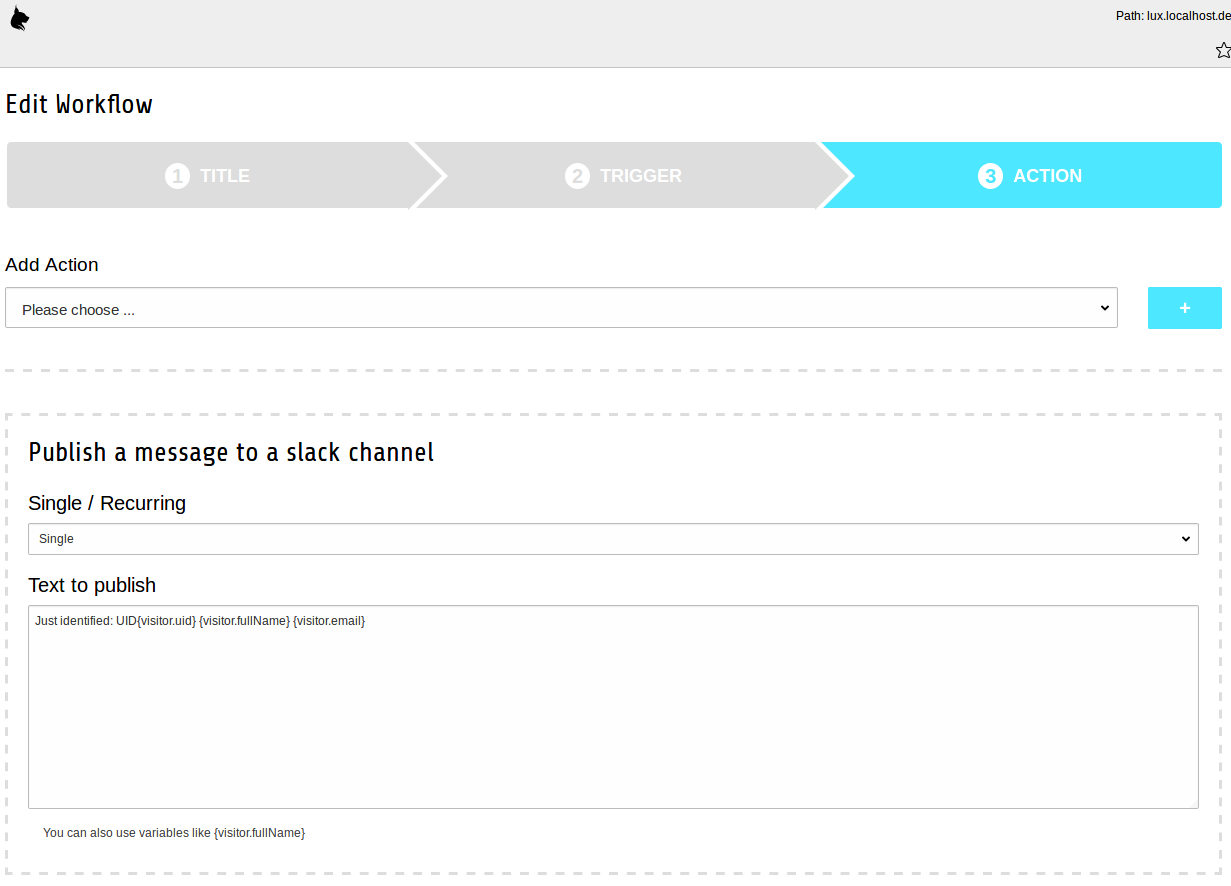 Path: lux.localhost.de
Edit Workflow
1 TITLE
2 TRIGGER
3 ACTION
Add Action
Please choose ...
+
Publish a message to a slack channel
Single / Recurring
Single
Text to publish
Just identified: UID{visitor.uid} {visitor.fullName} {visitor.email}
You can also use variables like {visitor.fullName}